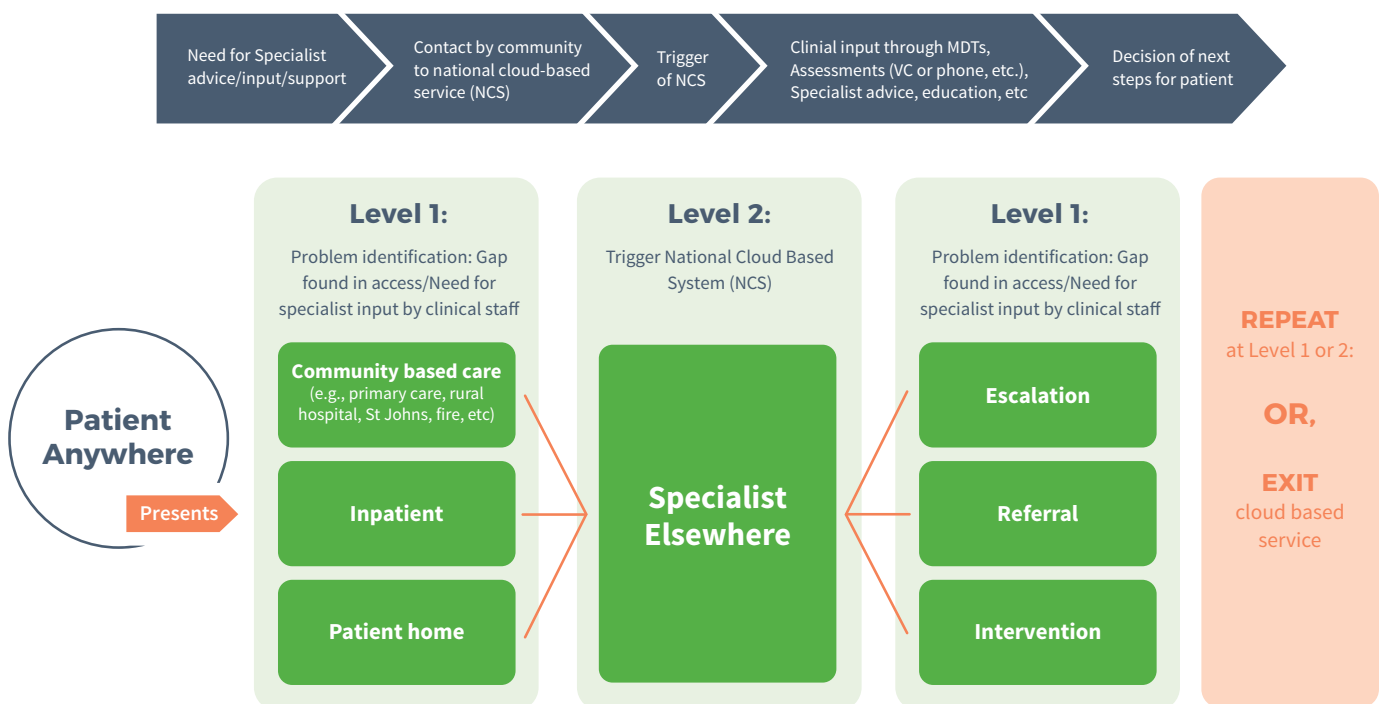 Need for Specialist
advice/input/support
Contact by community
to national cloud-based
service (NCS)
Trigger
of NCS
Clinial input through MDTs,
Assessments (VC or phone, etc.),
Specialist advice, education, etc
Decision of next
steps for patient
Patient
Anywhere
Presents
Level 1:
Problem identification: Gap
found in access/Need for
specialist input by clinical staff
Community based care
(e.g., primary care, rural
hospital, St Johns, fire, etc)
Inpatient
Patient home
Level 2:
Trigger National Cloud Based
System (NCS)
Specialist
Elsewhere
Level 1:
Problem identification: Gap
found in access/Need for
specialist input by clinical staff
Escalation
Referral
Intervention
REPEAT
at Level 1 or 2:
OR,
EXIT
cloud based
service